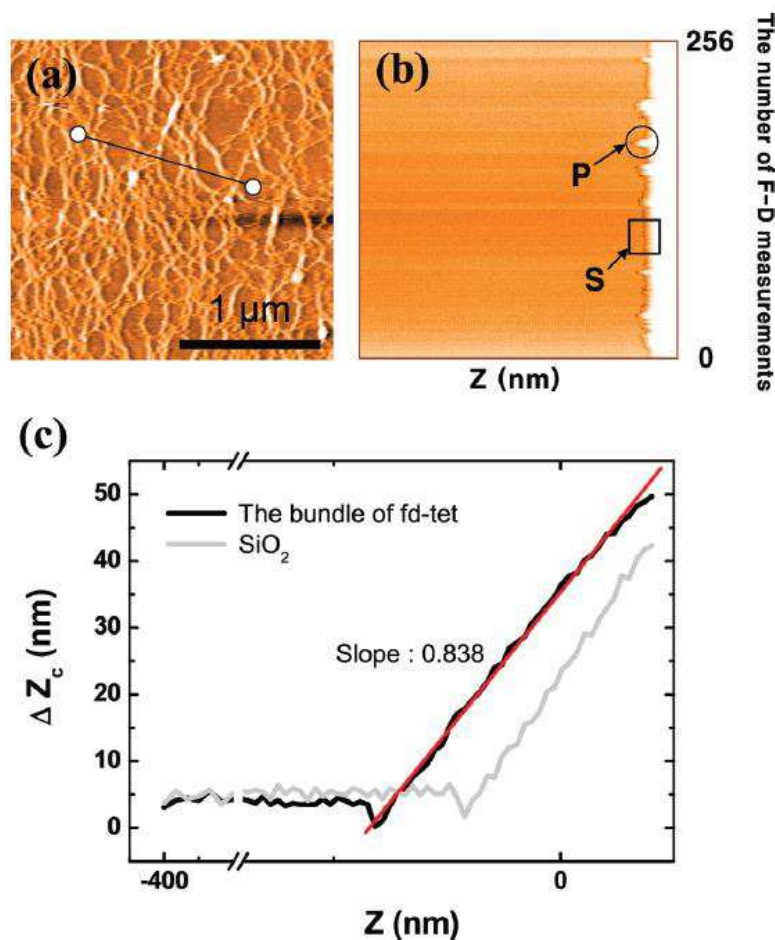 (a)
1 μm
(b)
P
S
256
0
The number of F-D measurements
Z (nm)
(c)
The bundle of fd-tet
SiO₂
Slope : 0.838
50
40
30
20
10
0
Δ Z_c (nm)
-400
0
Z (nm)